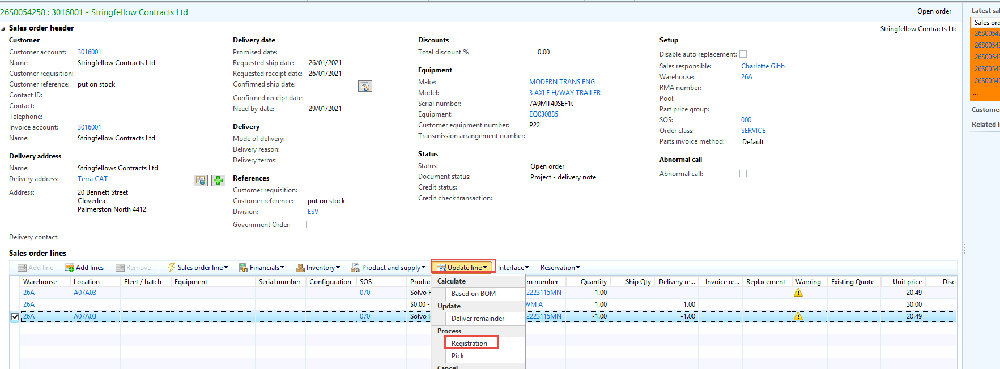 26S0054258 : 3016001 - Stringfellow Contracts Ltd
Open order
Sales order header
Stringfellow Contracts Ltd
Customer
Customer account: 3016001
Name: Stringfellow Contracts Ltd
Customer requisition:
Customer reference: put on stock
Contact ID:
Contact:
Telephone:
Invoice account: 3016001
Name: Stringfellow Contracts Ltd
Delivery address
Name: Stringfellows Contracts Ltd
Delivery address: Terra CAT
Address: 20 Bennett Street
Cloverlea
Palmerston North 4412
Delivery contact:
Delivery date
Promised date:
Requested ship date: 26/01/2021
Requested receipt date: 26/01/2021
Confirmed ship date:
Confirmed receipt date:
Need by date: 29/01/2021
Delivery
Mode of delivery:
Delivery reason:
Delivery terms:
References
Customer requisition:
Customer reference: put on stock
Division: ESV
Government Order:
Discounts
Total discount % 0.00
Equipment
Make: MODERN TRANS ENG
Model: 3 AXLE H/WAY TRAILER
Serial number: 7A9MT40SEF10
Equipment: EQ030885
Customer equipment number: P22
Transmission arrangement number:
Status
Status: Open order
Document status: Project - delivery note
Credit status:
Credit check transaction:
Setup
Disable auto replacement:
Sales responsible: Charlotte Gibb
Warehouse: 26A
RMA number:
Pool:
Part price group:
SOS: 000
Order class: SERVICE
Parts invoice method: Default
Abnormal call
Abnormal call:
Latest sal
Sales orc
26S0054
26S0054
26S0054
26S0054
26S0054
...
Custome
Related i
Sales order lines
Add line Add lines Remove Sales order line Financials Inventory Product and supply Update line Interface Reservation
Warehouse Location Fleet / batch Equipment Serial number Configuration SOS Produc m number Quantity Ship Qty Delivery re... Invoice re... Replacement Warning Existing Quote Unit price Disco
26A A07A03 070 Solvo R 2223115MN 1.00 20.49
26A $0.00 - WM A 1.00 1.00 30.00
26A A07A03 070 Solvo R 2223115MN -1.00 -1.00 20.49
Calculate
Based on BOM
Update
Deliver remainder
Process
Registration
Pick
Cancel